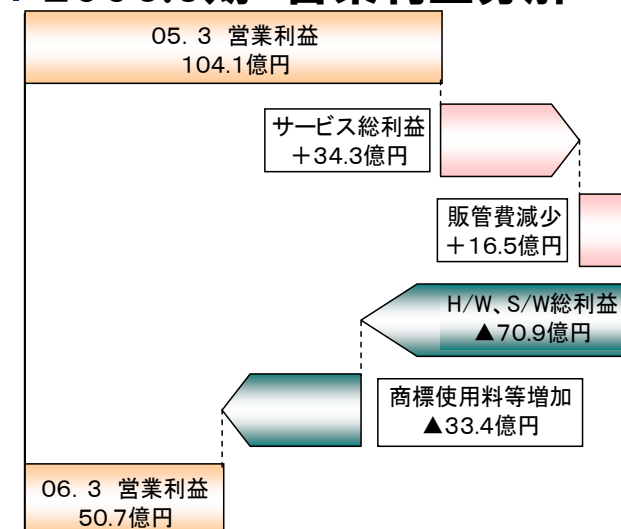 05．3 営業利益
104.1億円
サービス総利益
＋34.3億円
販管費減少
＋16.5億円
H/W、S/W総利益
▲70.9億円
商標使用料等増加
▲33.4億円
06．3 営業利益
50.7億円